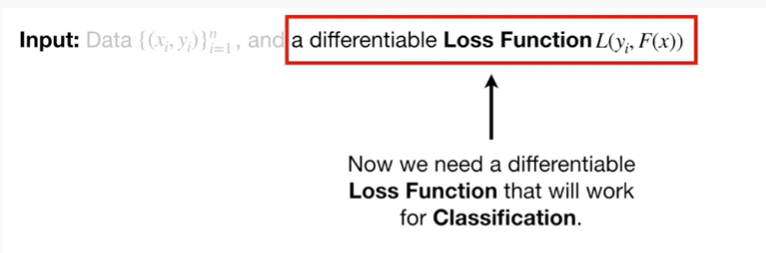 Input: Data {(xᵢ, yᵢ)}ⁿᵢ₌₁, and a differentiable Loss Function L(yᵢ, F(x))
Now we need a differentiable
Loss Function that will work
for Classification.